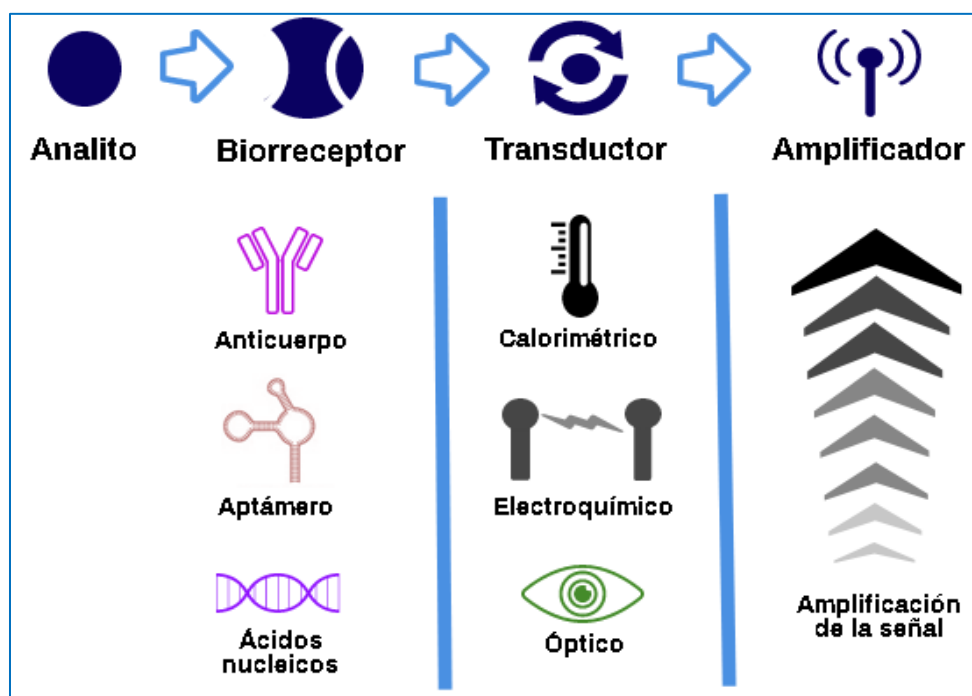 Analito
Biorreceptor
Transductor
Amplificador
Anticuerpo
Calorimétrico
Aptámero
Electroquímico
Ácidos
nucleicos
Óptico
Amplificación
de la señal